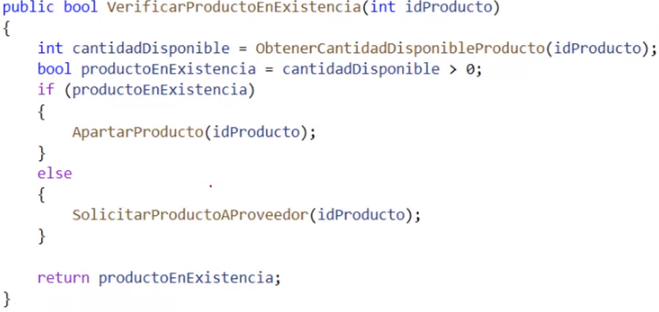 public bool VerificarProductoEnExistencia(int idProducto)
{
    int cantidadDisponible = ObtenerCantidadDisponibleProducto(idProducto);
    bool productoEnExistencia = cantidadDisponible > 0;
    if (productoEnExistencia)
    {
        ApartarProducto(idProducto);
    }
    else
    {
        SolicitarProductoAProveedor(idProducto);
    }

    return productoEnExistencia;
}